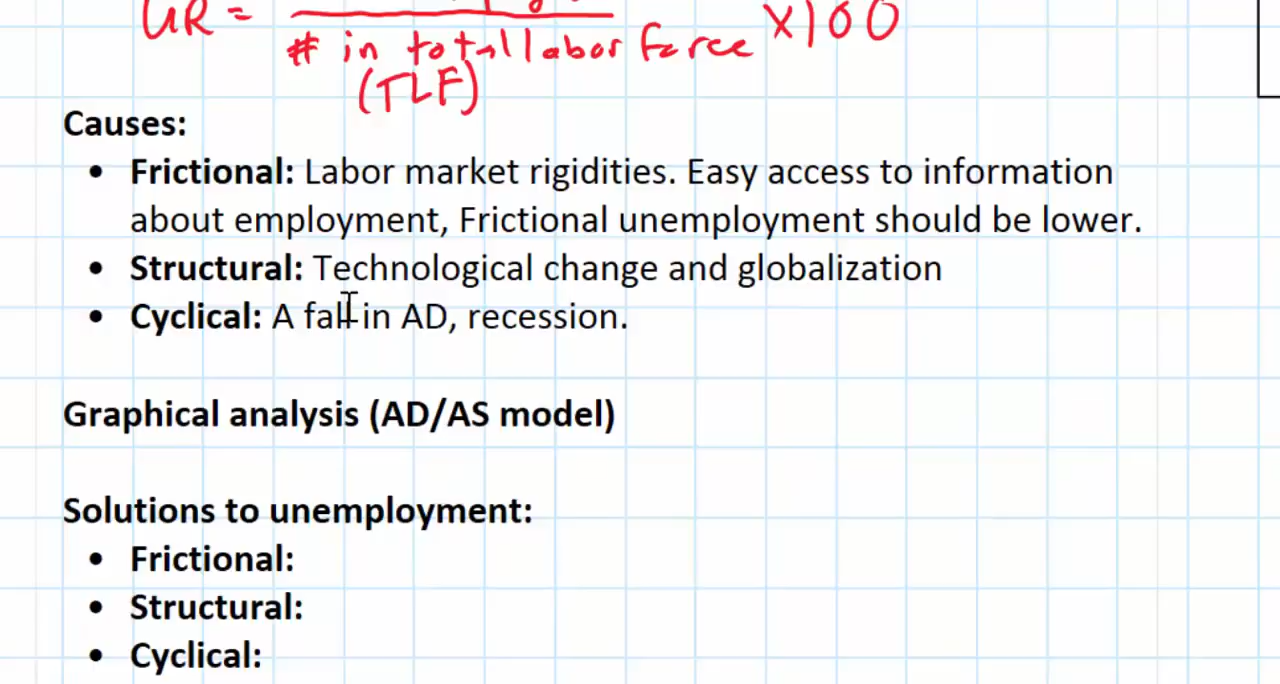 UR =
# in total labor force x100
(TLF)
Causes:
• Frictional: Labor market rigidities. Easy access to information
about employment, Frictional unemployment should be lower.
• Structural: Technological change and globalization
• Cyclical: A fall in AD, recession.
Graphical analysis (AD/AS model)
Solutions to unemployment:
• Frictional:
• Structural:
• Cyclical: